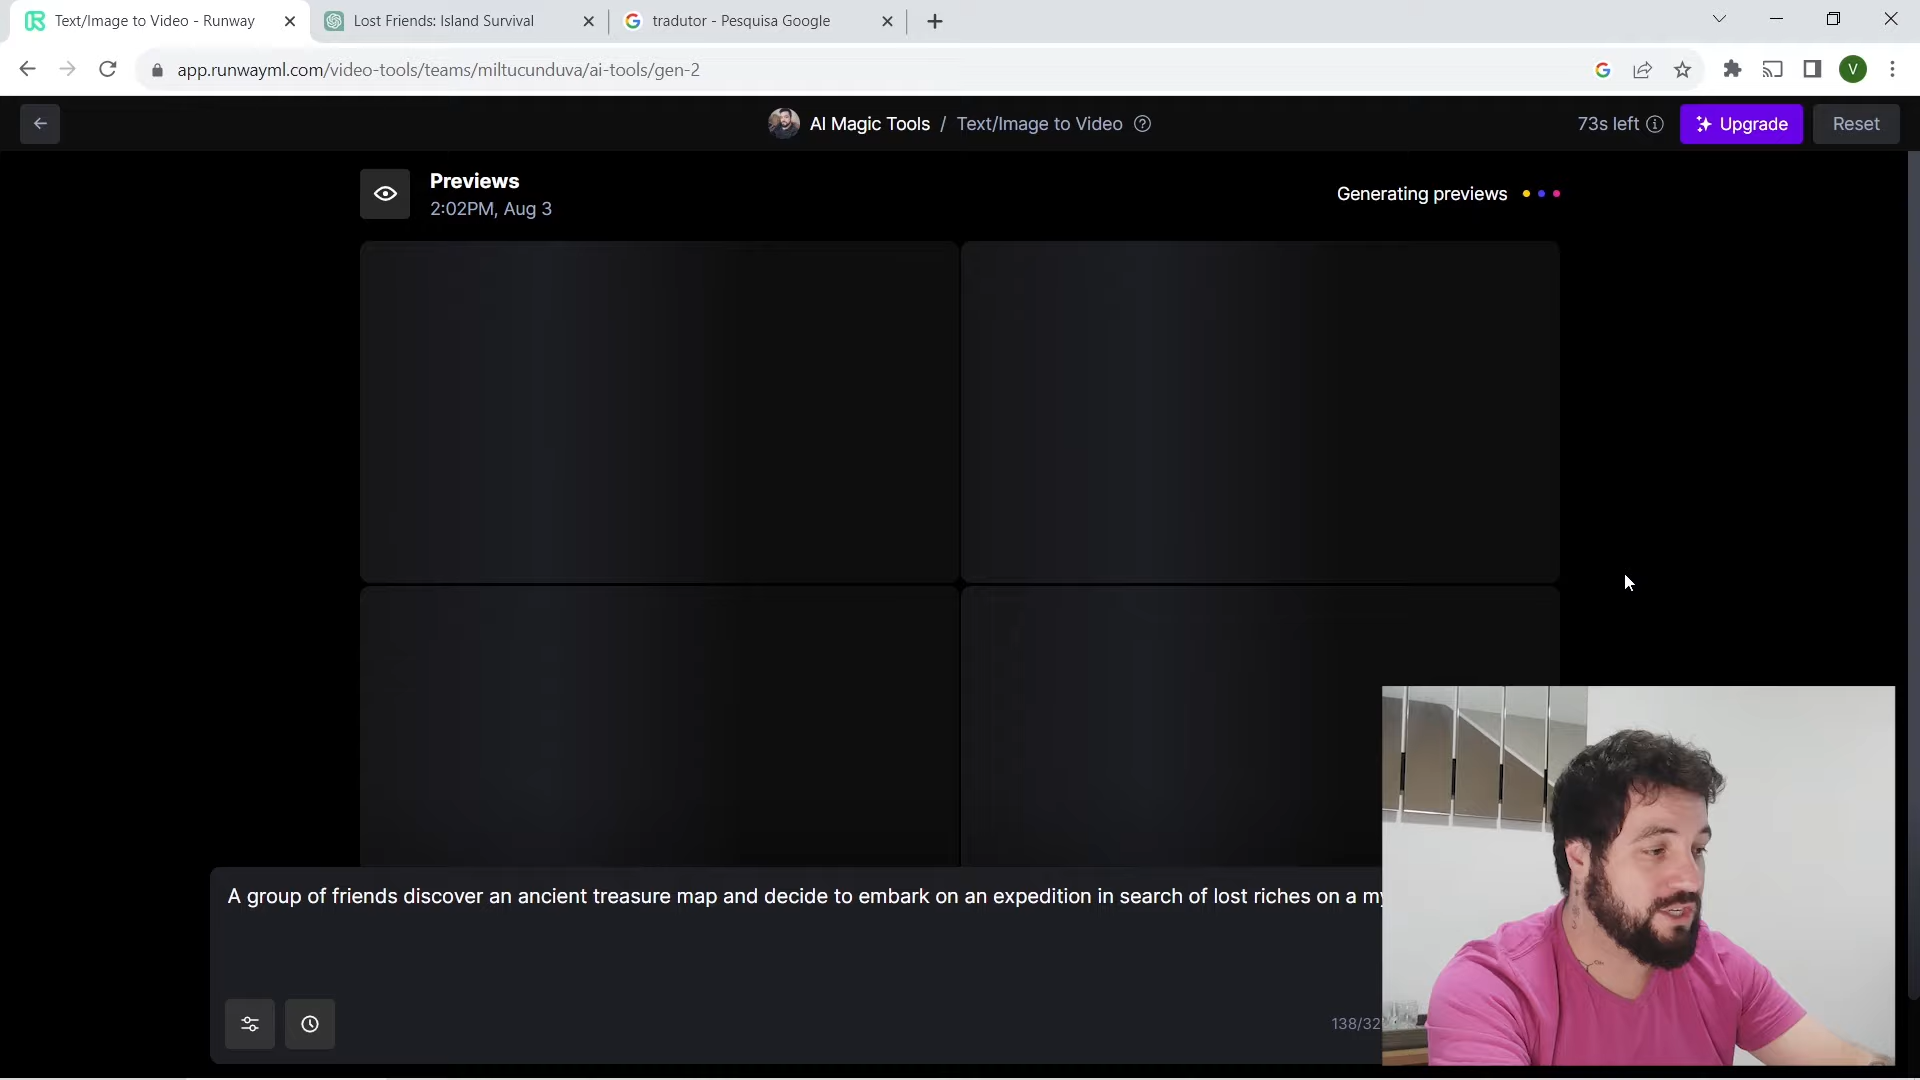 Text/Image to Video - Runway
Lost Friends: Island Survival
tradutor - Pesquisa Google
app.runwayml.com/video-tools/teams/miltucunduva/ai-tools/gen-2
V
AI Magic Tools / Text/Image to Video
73s left
Upgrade
Reset
Previews
2:02PM, Aug 3
Generating previews
A group of friends discover an ancient treasure map and decide to embark on an expedition in search of lost riches on a
138/32